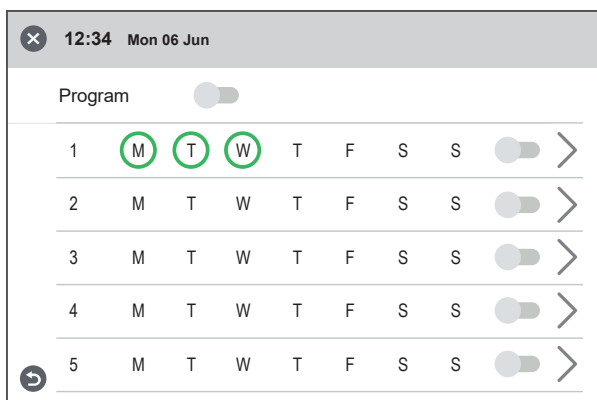 12:34 Mon 06 Jun
Program
1 M T W T F S S
2 M T W T F S S
3 M T W T F S S
4 M T W T F S S
5 M T W T F S S